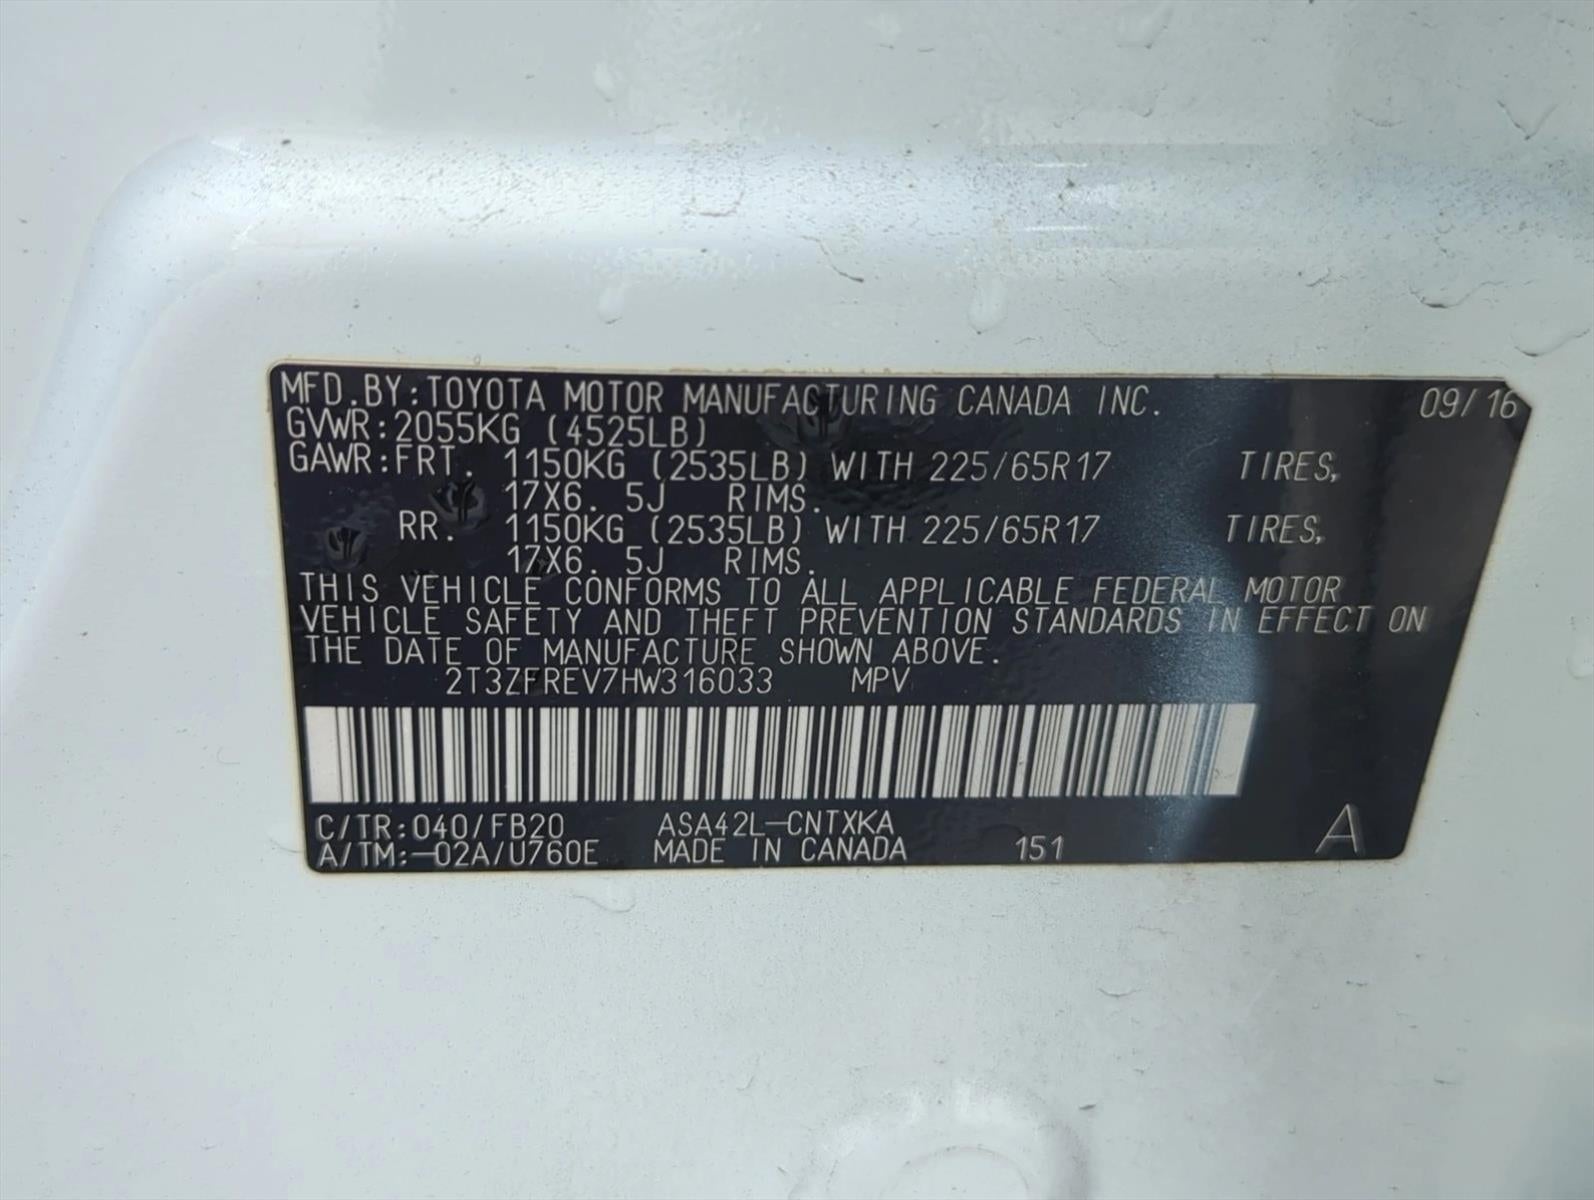 MFD.BY:TOYOTA MOTOR MANUFACTURING CANADA INC. 09/16
GVWR:2055KG (4525LB)
GAWR:FRT. 1150KG (2535LB) WITH 225/65R17 TIRES,
17X6. 5J RIMS.
RR. 1150KG (2535LB) WITH 225/65R17 TIRES,
17X6. 5J RIMS.
THIS VEHICLE CONFORMS TO ALL APPLICABLE FEDERAL MOTOR
VEHICLE SAFETY AND THEFT PREVENTION STANDARDS IN EFFECT ON
THE DATE OF MANUFACTURE SHOWN ABOVE.
2T3ZFREV7HW316033 MPV
C/TR:040/FB20 ASA42L-CNTXKA
A/TM:-02A/U760E MADE IN CANADA 151 A